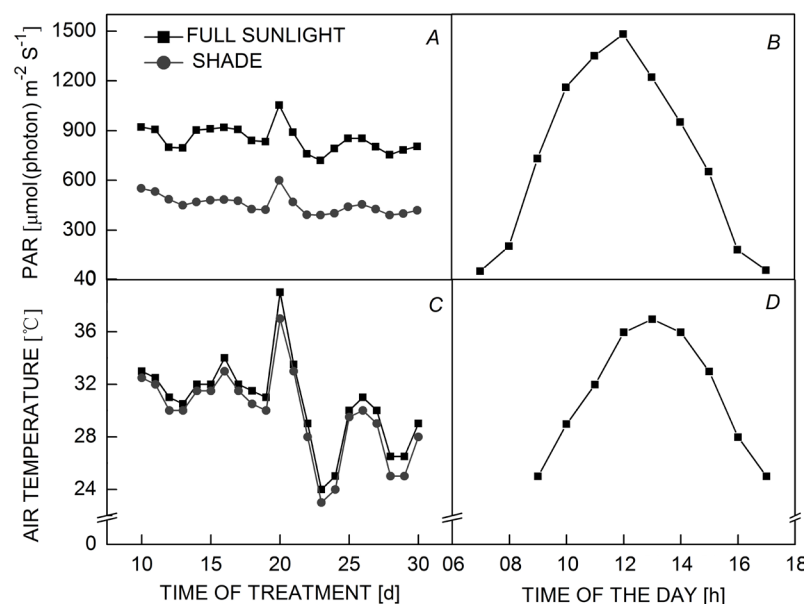 FULL SUNLIGHT
SHADE
A
B
PAR [μmol(photon) m-2 S-1]
1500
1200
900
600
300
0
C
D
AIR TEMPERATURE [℃]
40
36
32
28
24
0
10 15 20 25 30
06 08 10 12 14 16 18
TIME OF TREATMENT [d]
TIME OF THE DAY [h]